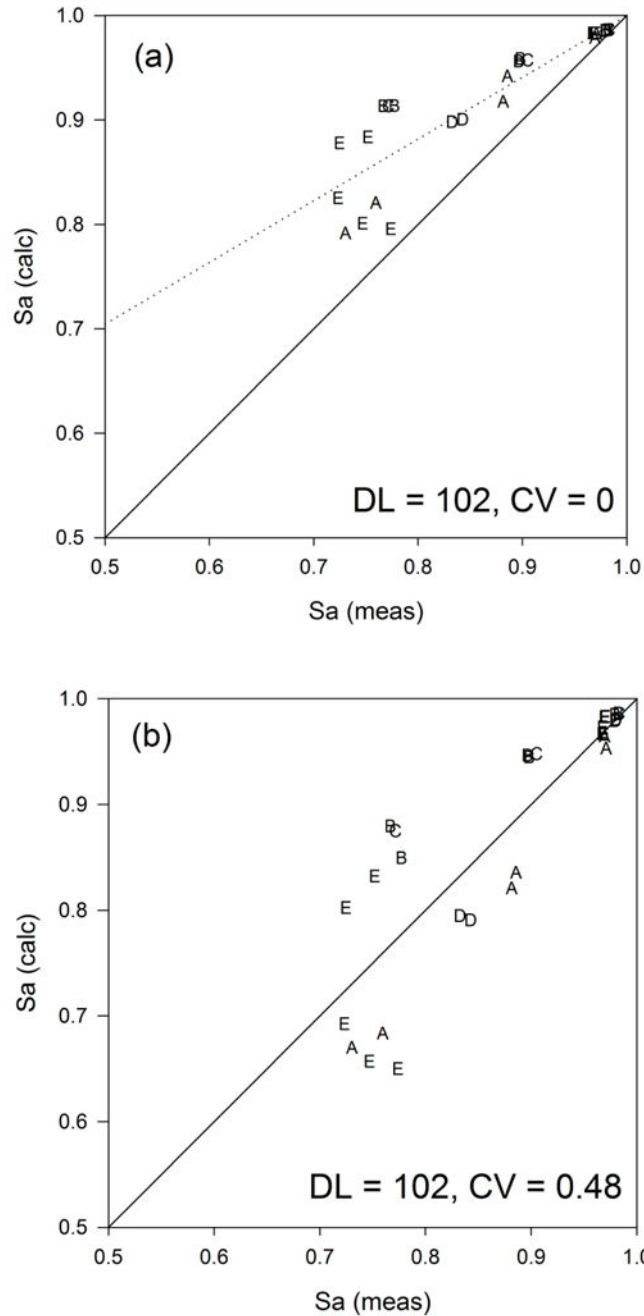 1.0
(a)
0.9
0.8
0.7
0.6
0.5
Sa (calc)
B C B
B C
A
A
D D
E E
E
A
A
E E
DL = 102, CV = 0
0.5 0.6 0.7 0.8 0.9 1.0
Sa (meas)
1.0
(b)
0.9
0.8
0.7
0.6
0.5
Sa (calc)
E
A
B C
B
C
B
E
E
A
A
D D
E
A
A
E
E
DL = 102, CV = 0.48
0.5 0.6 0.7 0.8 0.9 1.0
Sa (meas)